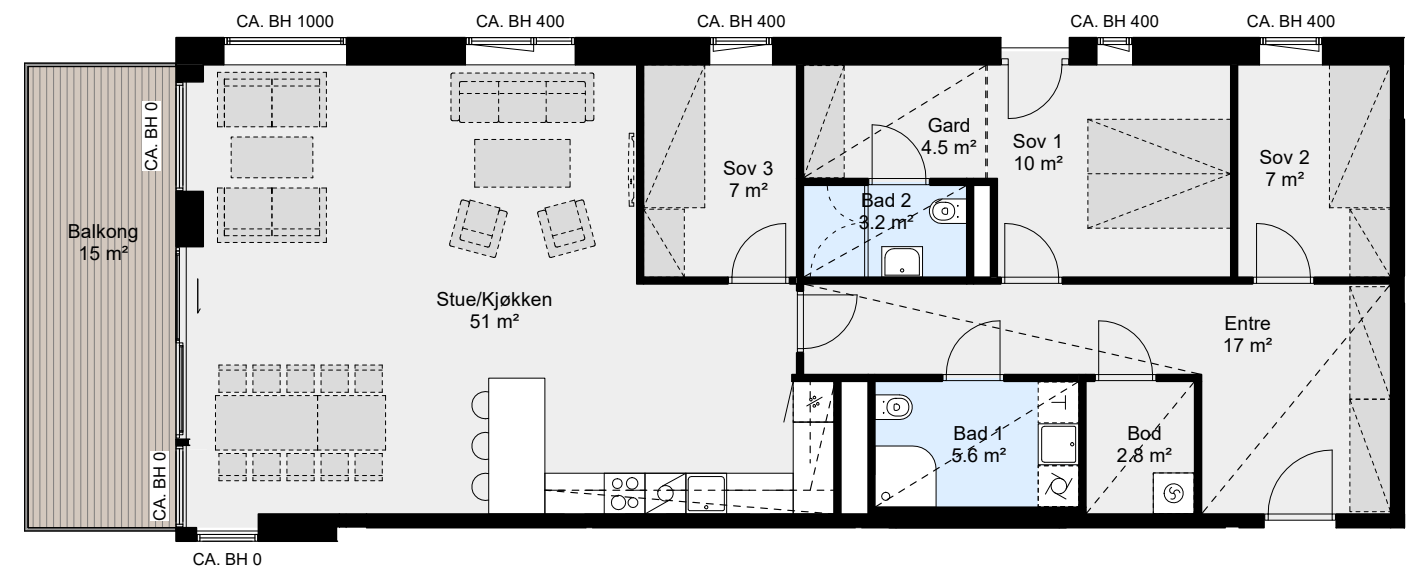 CA. BH 1000
CA. BH 400
CA. BH 400
CA. BH 400
CA. BH 400
CA. BH 0
Gard
4.5 m²
Sov 1
10 m²
Sov 3
7 m²
Sov 2
7 m²
Bad 2
3.2 m²
Balkong
15 m²
Stue/Kjøkken
51 m²
Entre
17 m²
Bad 1
5.6 m²
T
Bod
2.8 m²
CA. BH 0
CA. BH 0